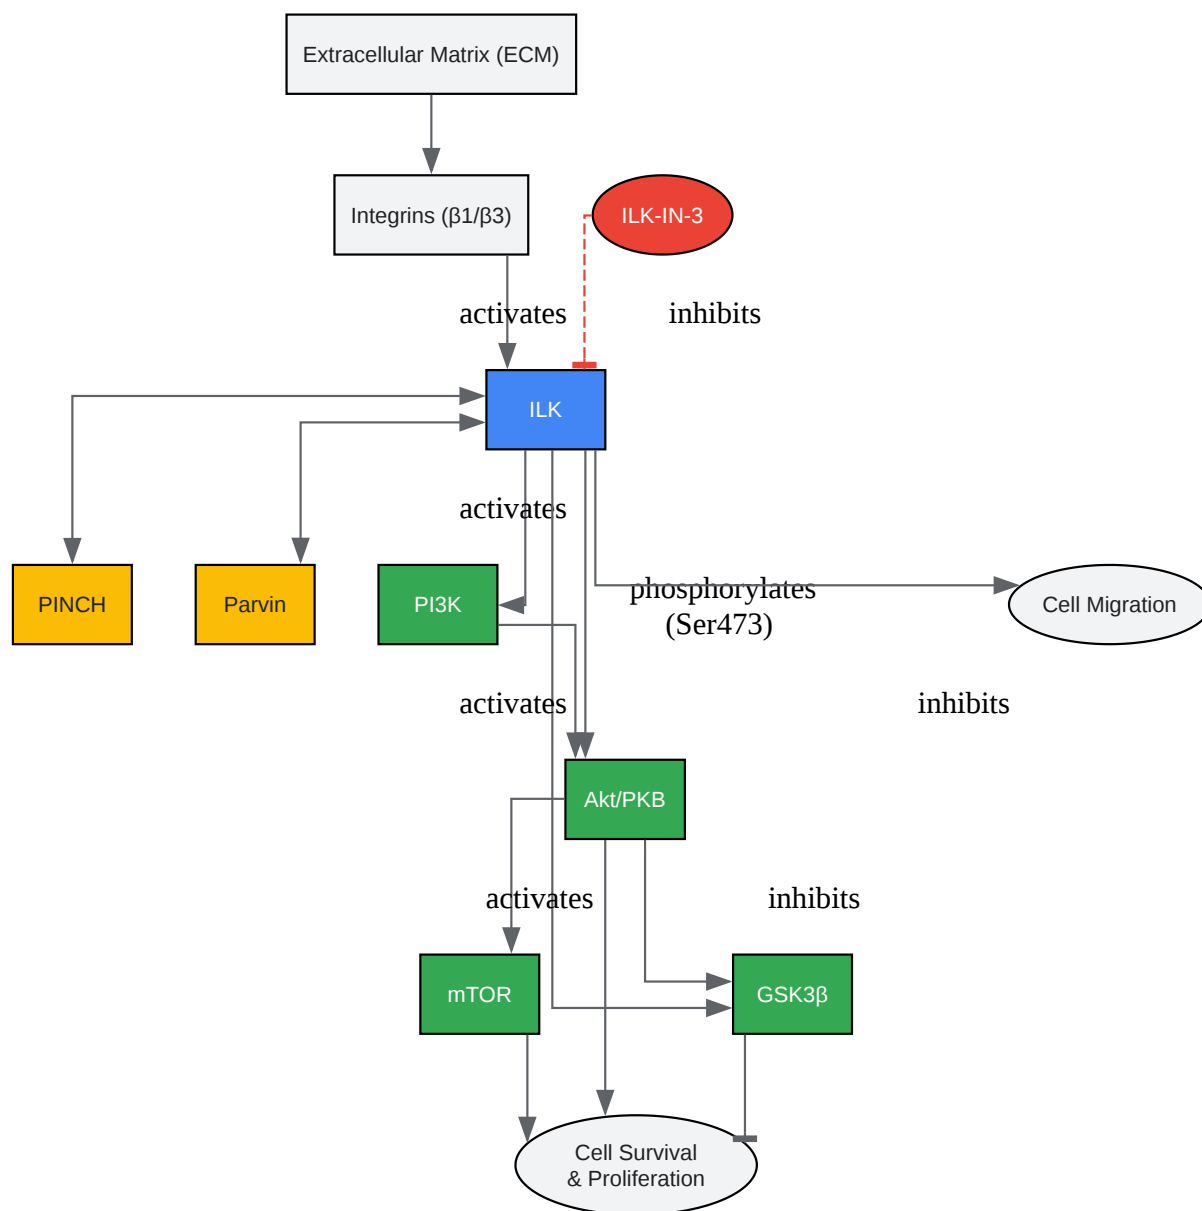 Extracellular Matrix (ECM)
Integrins (β1/β3)
ILK-IN-3
activates
inhibits
ILK
activates
PINCH
Parvin
PI3K
phosphorylates
(Ser473)
Cell Migration
activates
inhibits
Akt/PKB
activates
inhibits
mTOR
GSK3β
Cell Survival
& Proliferation